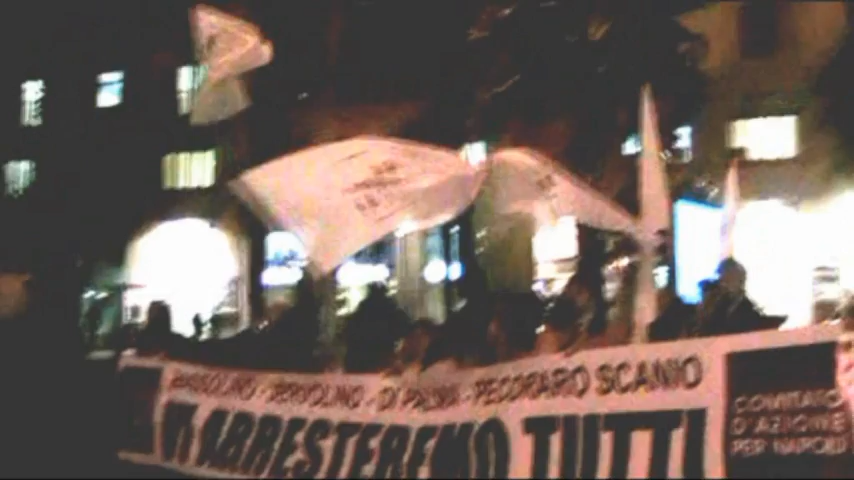 BASSOLINO - JERVOLINO - DI PALMA - PECORARO SCANIO
Vi ARRESTEREMO TUTTI
COMITATO
D'AZIONE
PER NAPOLI